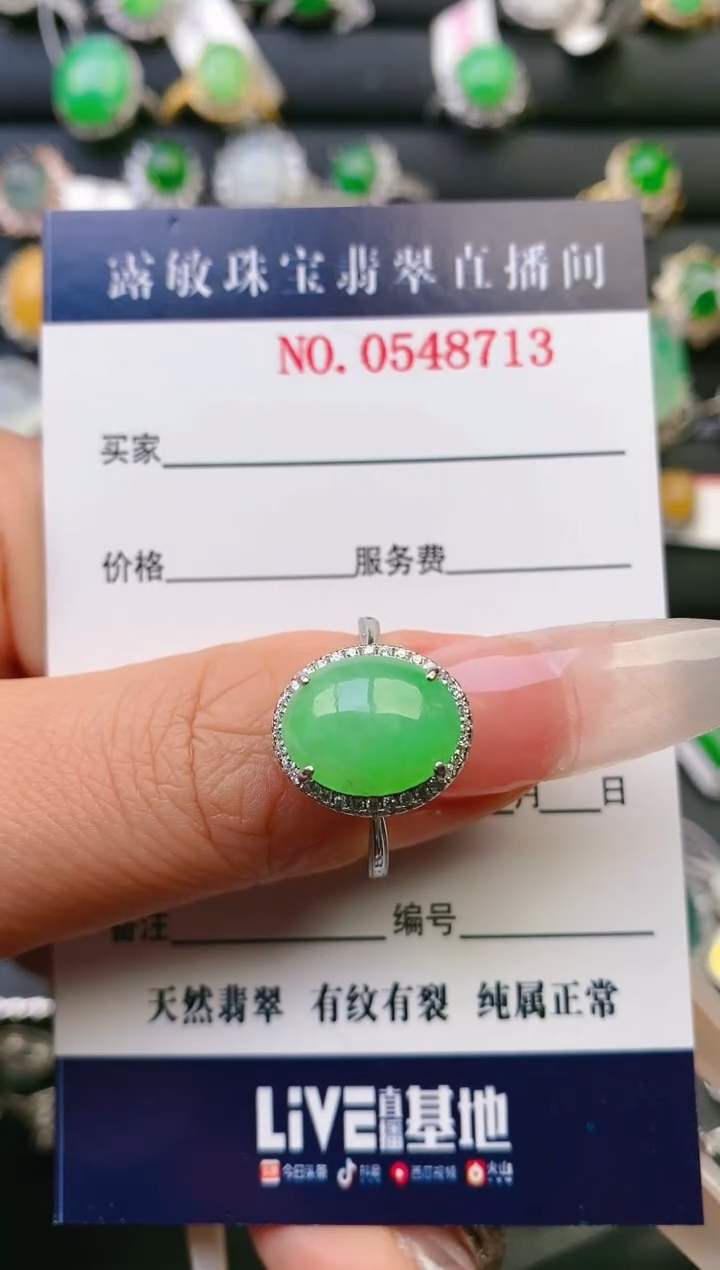 露敏珠宝翡翠直播间
NO.0548713
买家
价格 服务费
月 日
备注 编号
天然翡翠 有纹有裂 纯属正常
LiVE直播基地
今日头条 抖音 西瓜视频 火山